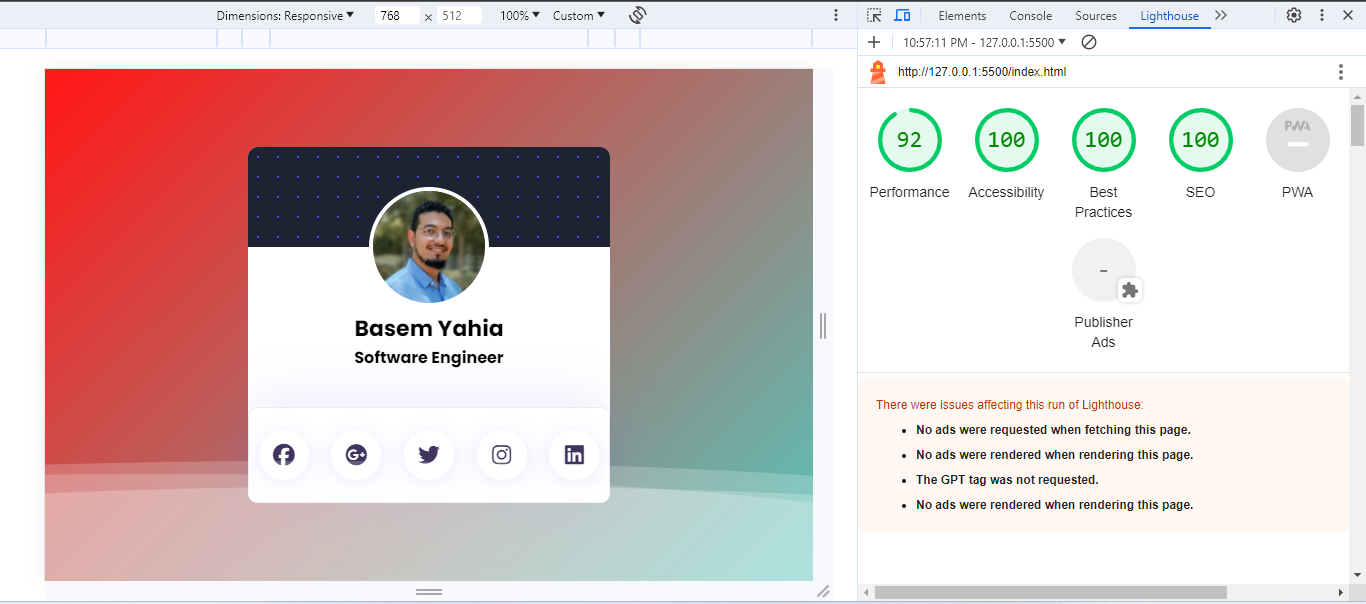 Dimensions: Responsive 768 × 512 100% Custom
Elements Console Sources Lighthouse
10:57:11 PM - 127.0.0.1:5500
http://127.0.0.1:5500/index.html
92 100 100 100 PWA
Performance Accessibility Best Practices SEO PWA
-
Publisher Ads
Basem Yahia
Software Engineer
G+
in
There were issues affecting this run of Lighthouse:
• No ads were requested when fetching this page.
• No ads were rendered when rendering this page.
• The GPT tag was not requested.
• No ads were rendered when rendering this page.